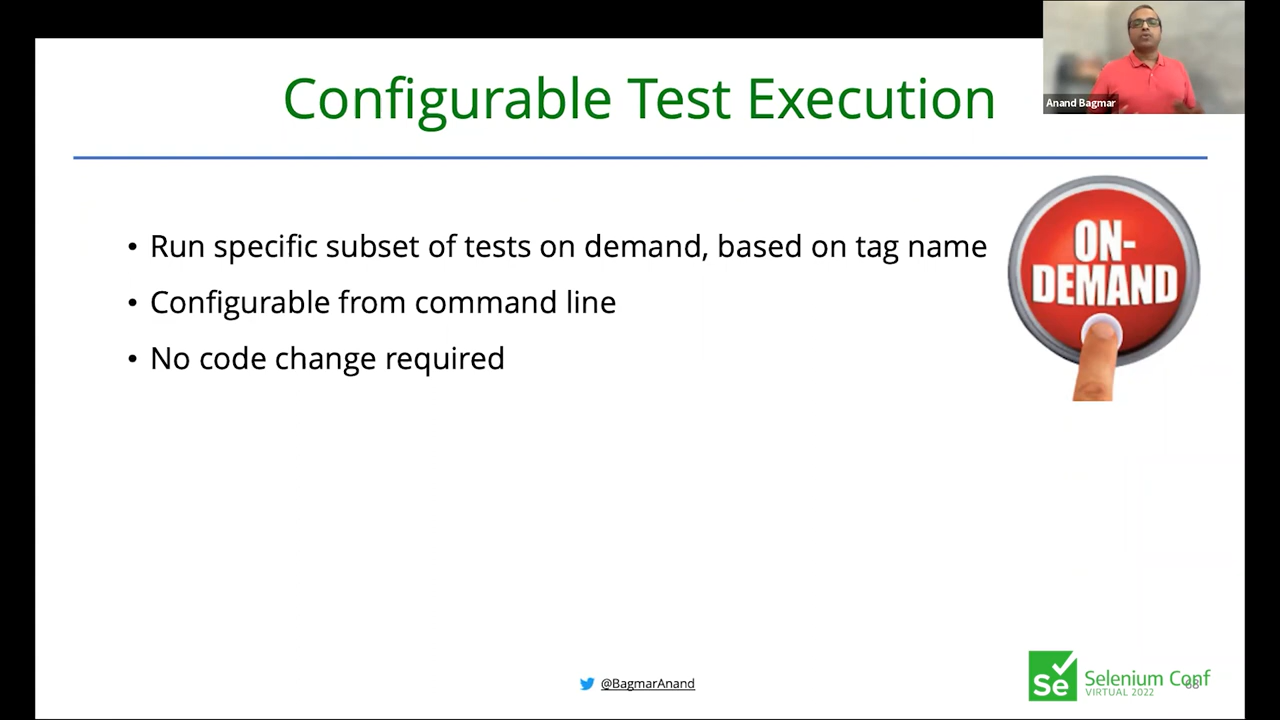 Configurable Test Execution
Anand Bagmar
• Run specific subset of tests on demand, based on tag name
• Configurable from command line
• No code change required
ON-
DEMAND
@BagmarAnand
Se
Selenium Conf
VIRTUAL 2022